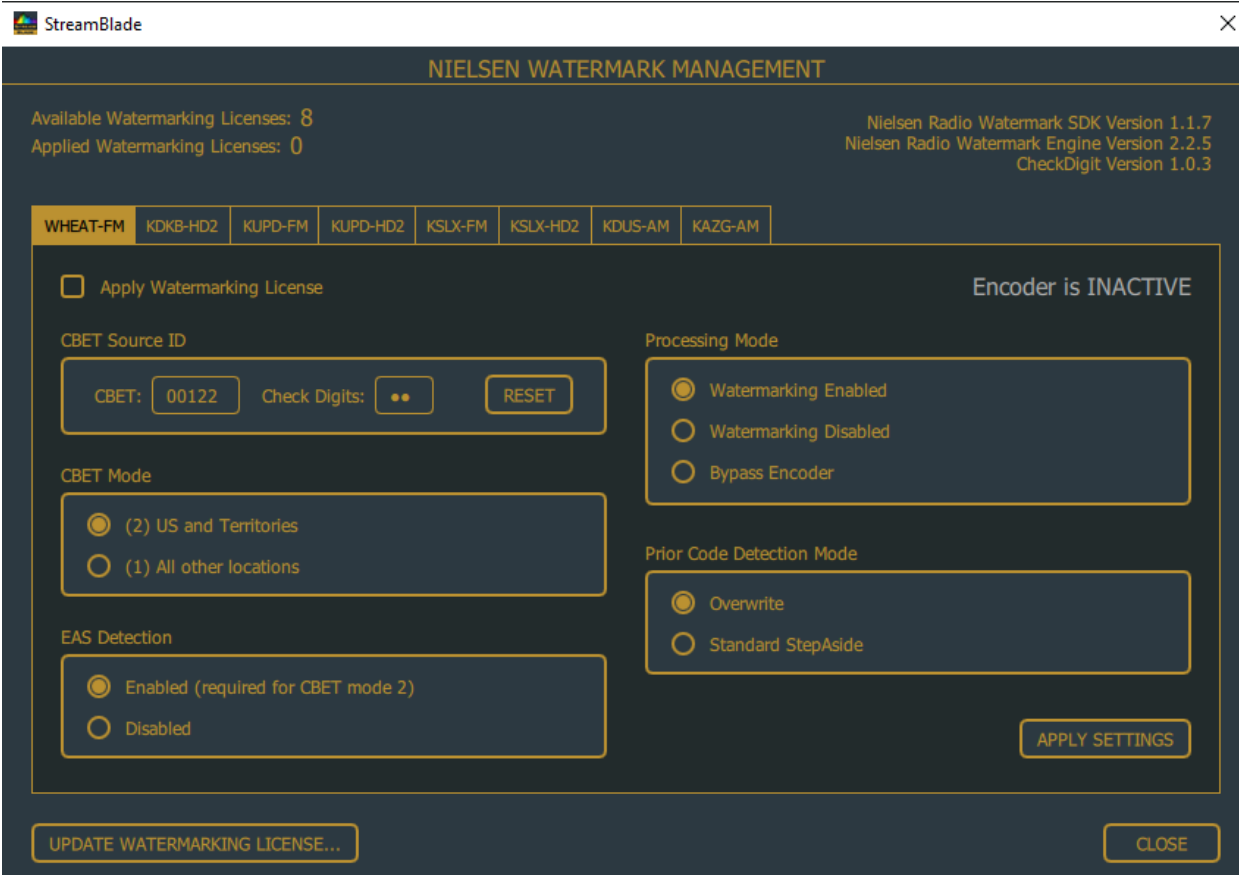 StreamBlade
NIELSEN WATERMARK MANAGEMENT
Available Watermarking Licenses: 8
Applied Watermarking Licenses: 0
Nielsen Radio Watermark SDK Version 1.1.7
Nielsen Radio Watermark Engine Version 2.2.5
CheckDigit Version 1.0.3
WHEAT-FM KDKB-HD2 KUPD-FM KUPD-HD2 KSLX-FM KSLX-HD2 KDUS-AM KAZG-AM
Apply Watermarking License
Encoder is INACTIVE
CBET Source ID
CBET: 00122 Check Digits: •• RESET
CBET Mode
(2) US and Territories
(1) All other locations
EAS Detection
Enabled (required for CBET mode 2)
Disabled
Processing Mode
Watermarking Enabled
Watermarking Disabled
Bypass Encoder
Prior Code Detection Mode
Overwrite
Standard StepAside
APPLY SETTINGS
UPDATE WATERMARKING LICENSE...
CLOSE